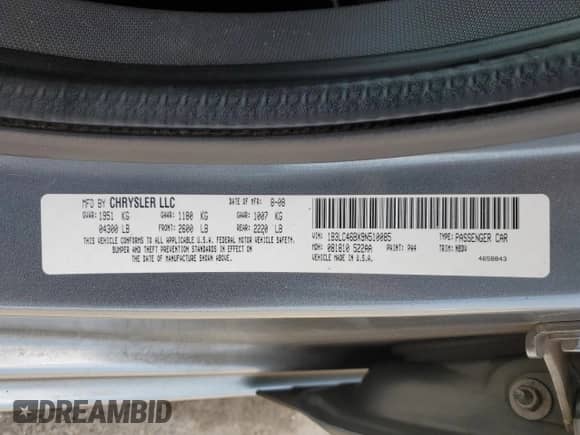 MFD BY CHRYSLER LLC DATE OF MFR: 8-08
GVWR: 1951 KG GAWR: 1180 KG GAWR: 1007 KG
04300 LB FRONT: 2600 LB REAR: 2220 LB
THIS VEHICLE CONFORMS TO ALL APPLICABLE U.S.A. FEDERAL MOTOR VEHICLE SAFETY,
BUMPER AND THEFT PREVENTION STANDARDS IN EFFECT ON
THE DATE OF MANUFACTURE SHOWN ABOVE.
VIN: 1B3LC46BX9N510085 TYPE: PASSENGER CAR
MDH: 081810 522AA PAINT: PA4 TRIM: NBDV
VEHICLE MADE IN U.S.A. 4658843
DREAMBID